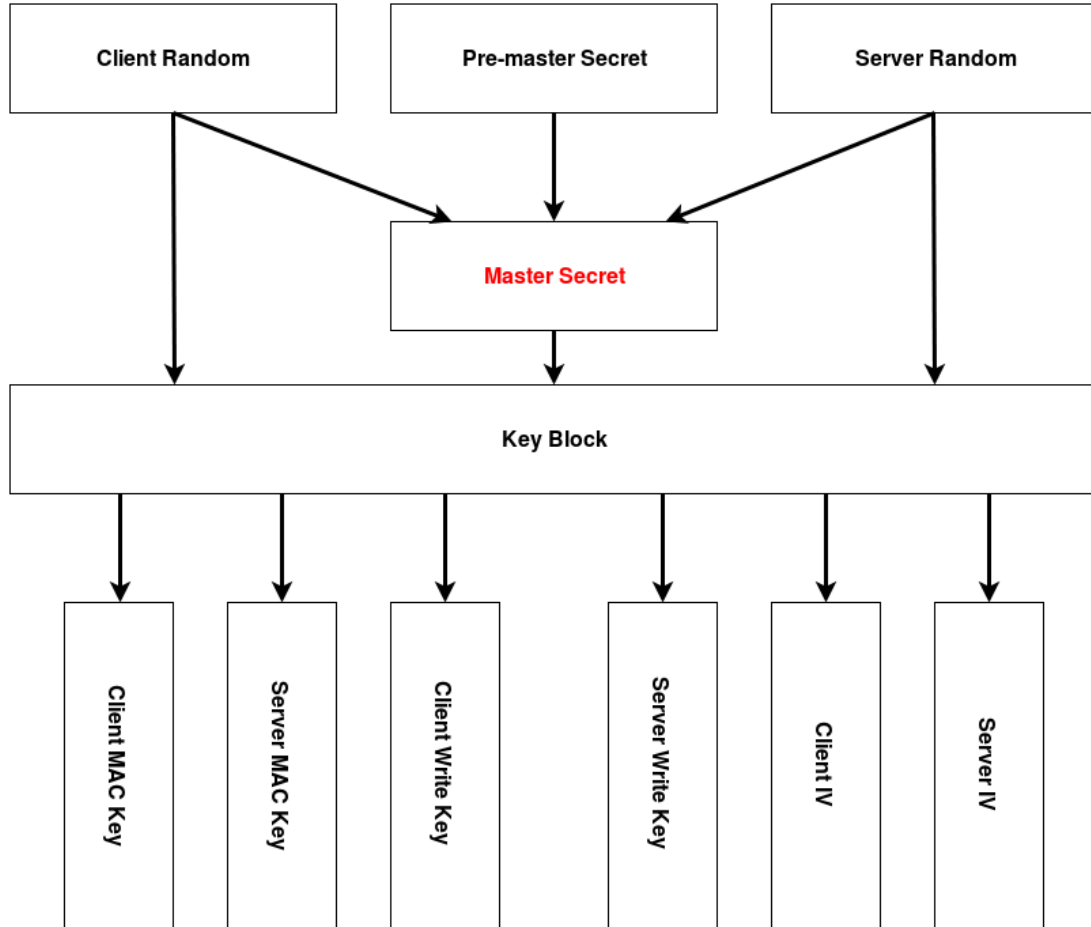 Client Random
Pre-master Secret
Server Random
Master Secret
Key Block
Client MAC Key
Server MAC Key
Client Write Key
Server Write Key
Client IV
Server IV